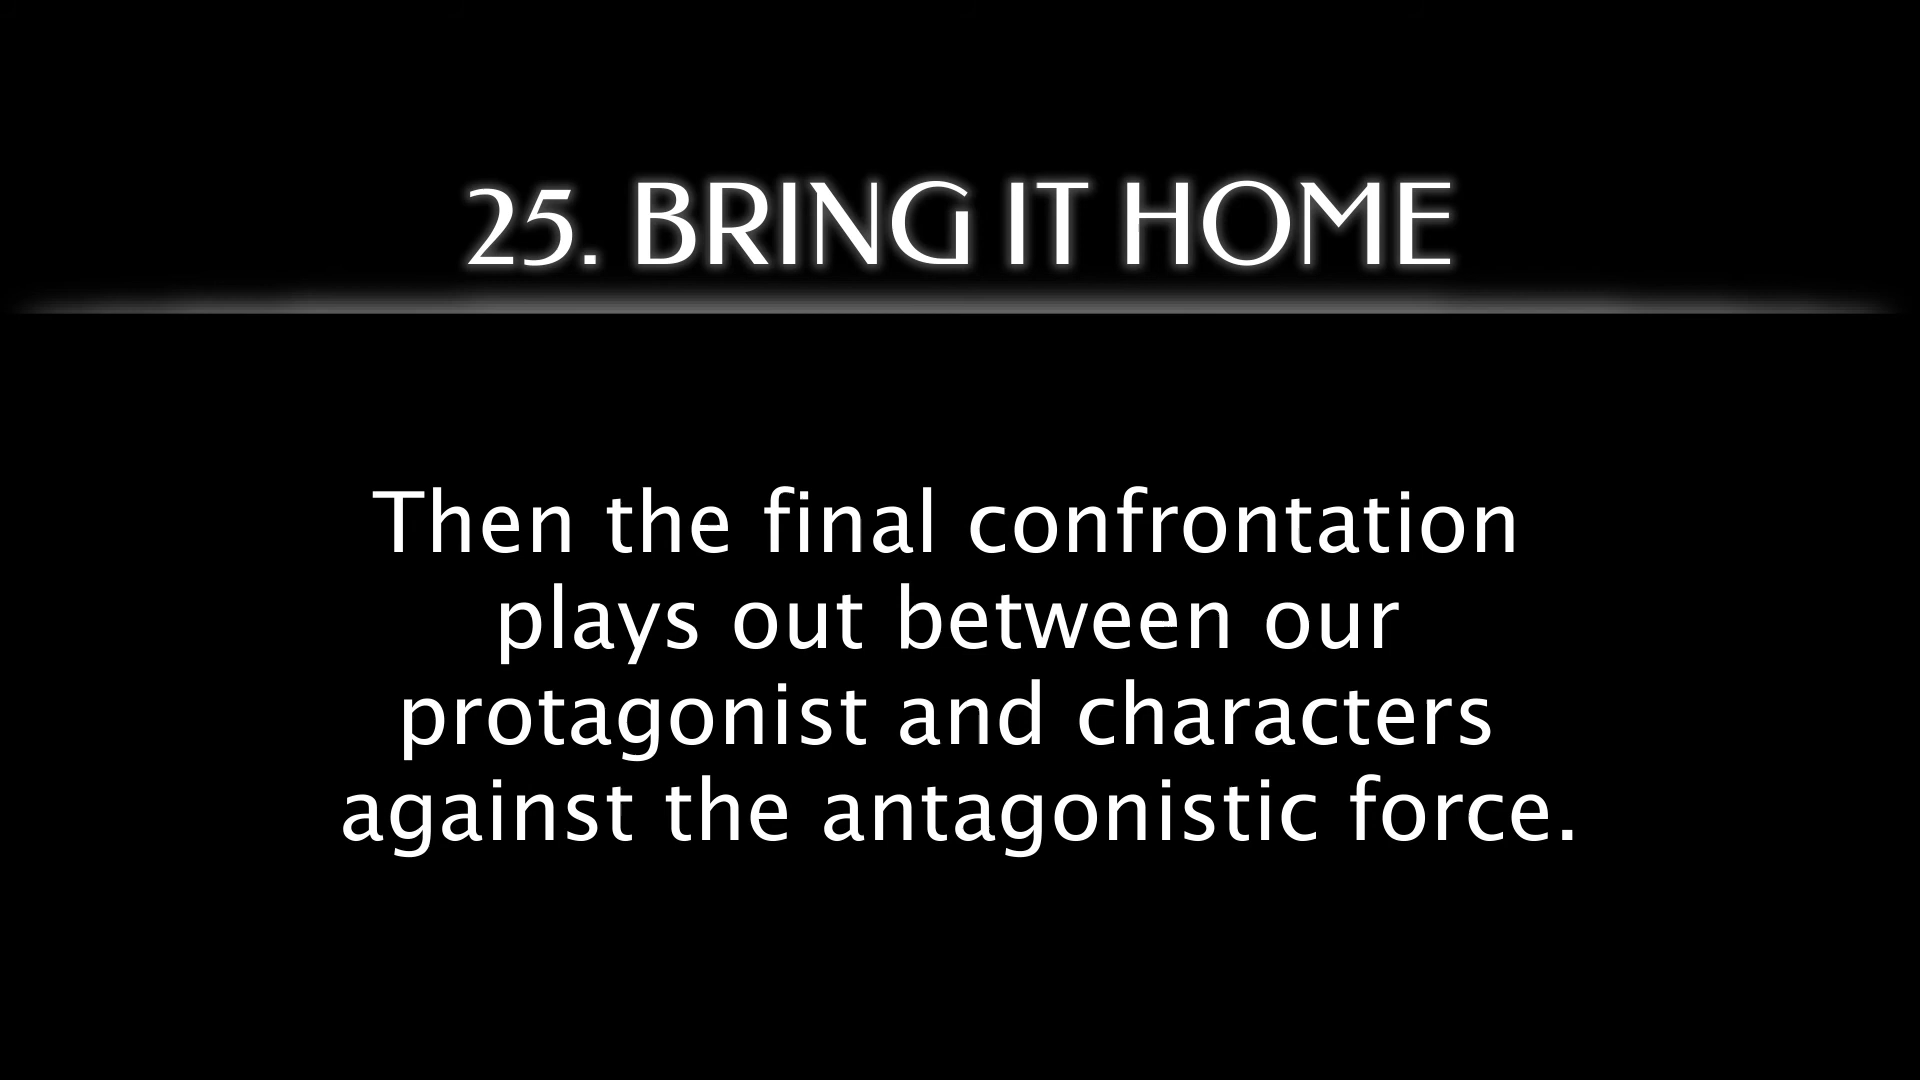 25. BRING IT HOME
Then the final confrontation
plays out between our
protagonist and characters
against the antagonistic force.